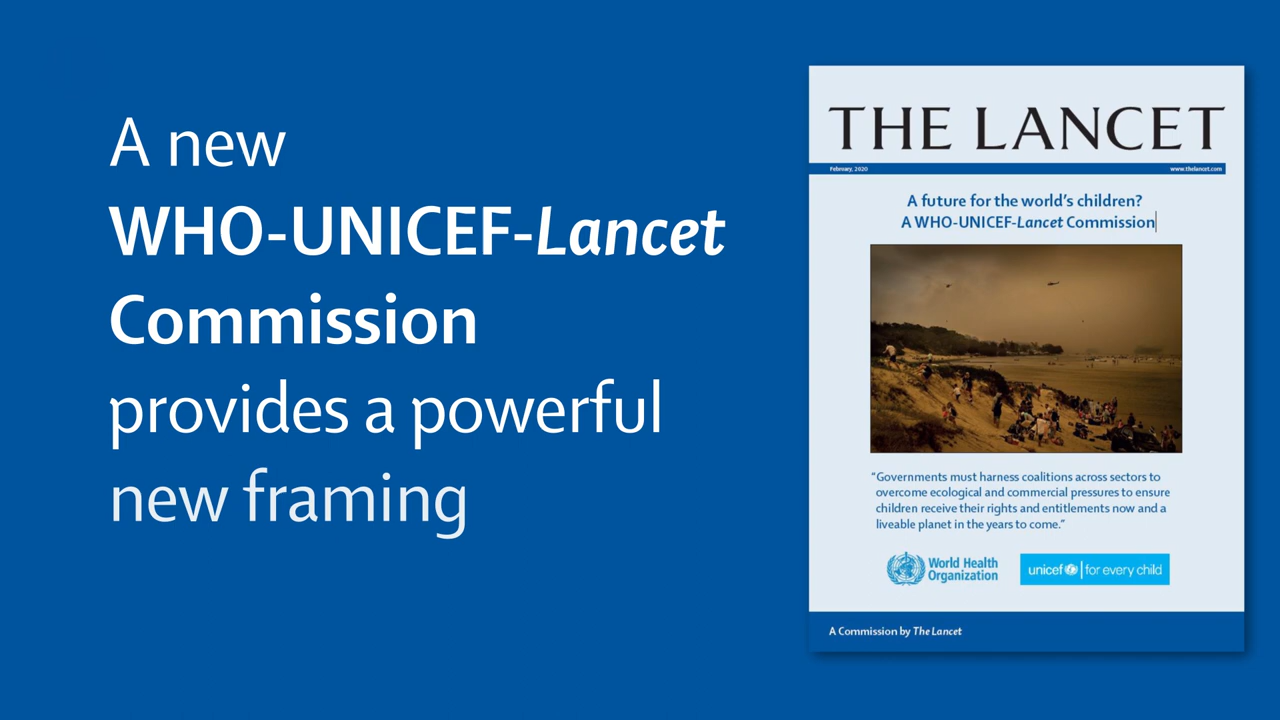 A new
WHO-UNICEF-Lancet
Commission
provides a powerful
new framing
THE LANCET
February, 2020 www.thelancet.com
A future for the world's children?
A WHO-UNICEF-Lancet Commission
“Governments must harness coalitions across sectors to
overcome ecological and commercial pressures to ensure
children receive their rights and entitlements now and a
liveable planet in the years to come.”
World Health
Organization
unicef for every child
A Commission by The Lancet